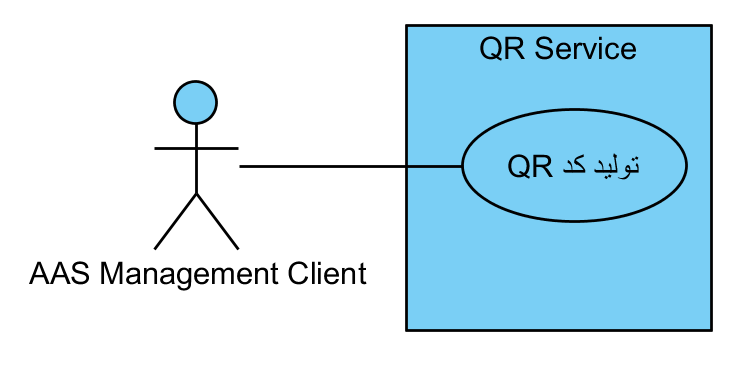 QR Service
تولید کد QR
AAS Management Client